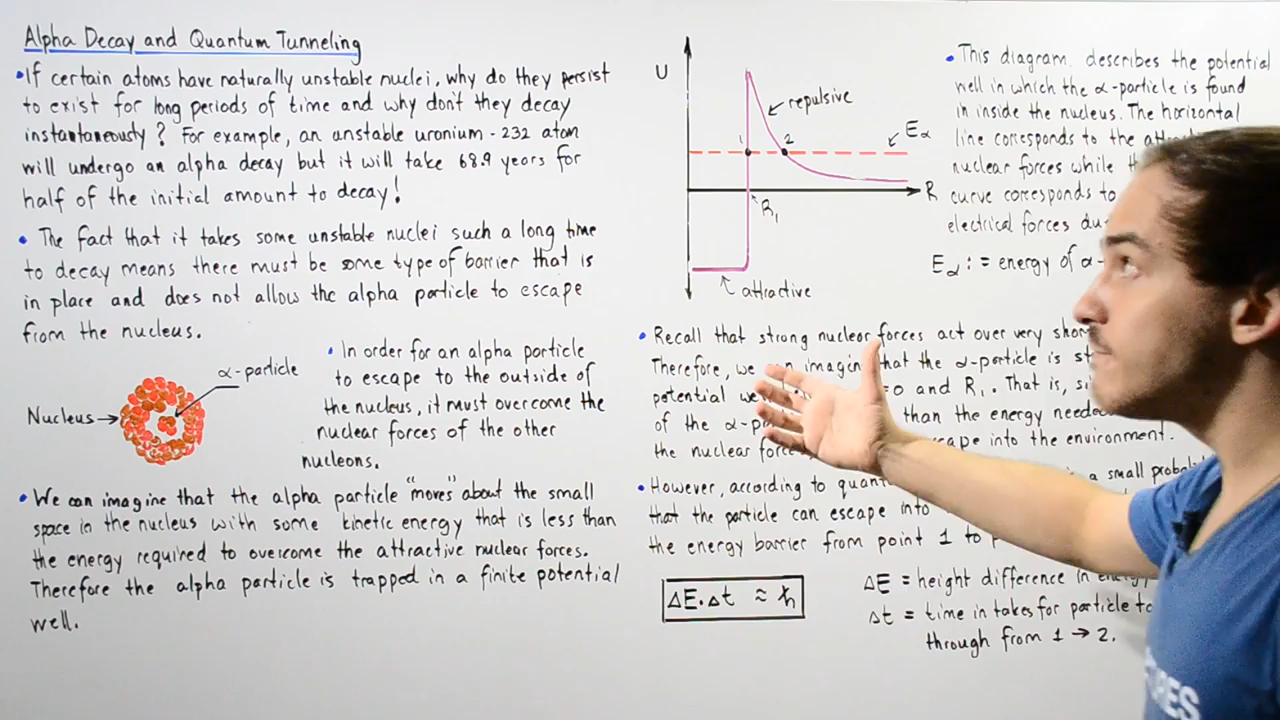 Alpha Decay and Quantum Tunneling
• If certain atoms have naturally unstable nuclei, why do they persist
to exist for long periods of time and why don't they decay
instantaneously? For example, an unstable uronium-232 atom
will undergo an alpha decay but it will take 68.9 years for
half of the initial amount to decay!
• The fact that it takes some unstable nuclei such a long time
to decay means there must be some type of barrier that is
in place and does not allow the alpha particle to escape
from the nucleus.
α-particle
Nucleus
• In order for an alpha particle
to escape to the outside of
the nucleus, it must overcome the
nuclear forces of the other
nucleons.
• We can imagine that the alpha particle "moves" about the small
space in the nucleus with some kinetic energy that is less than
the energy required to overcome the attractive nuclear forces.
Therefore the alpha particle is trapped in a finite potential
well.
U
repulsive
Eα
1
2
R
R₁
attractive
• This diagram describes the potential
well in which the α-particle is found
in inside the nucleus. The horizontal
line corresponds to the
nuclear forces while
curve corresponds to
electrical forces
Eα := energy of α-
• Recall that strong nuclear forces act over very
Therefore, we imagine that the α-particle is
potential and R₁. That is,
of the than the energy
the nuclear into the environment.
• However, according to a small
that the particle can escape into
the energy barrier from point 1 to
ΔE·Δt ≈ ħ
ΔE = height difference in
Δt = time in takes for particle to
through from 1 → 2.